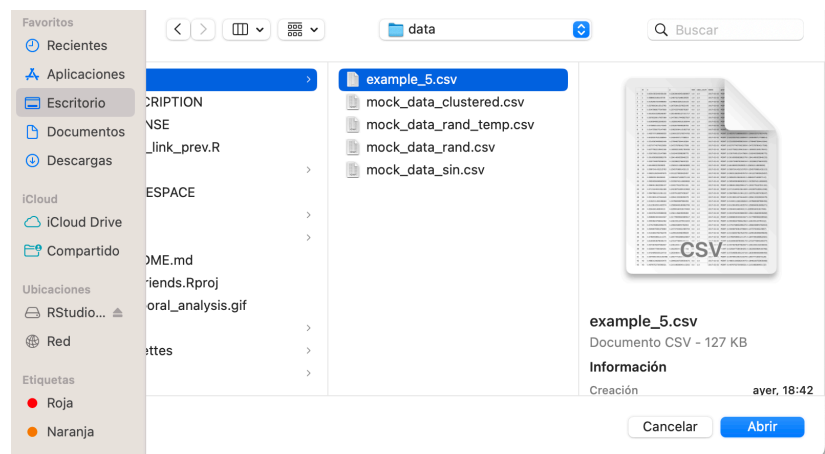 Favoritos
Recientes
Aplicaciones
Escritorio
Documentos
Descargas
iCloud
iCloud Drive
Compartido
Ubicaciones
RStudio...
Red
Etiquetas
Roja
Naranja
data
Buscar
CRIPTION
NSE
_link_prev.R
ESPACE
OME.md
riends.Rproj
oral_analysis.gif
ettes
example_5.csv
mock_data_clustered.csv
mock_data_rand_temp.csv
mock_data_rand.csv
mock_data_sin.csv
CSV
example_5.csv
Documento CSV - 127 KB
Información
Creación ayer, 18:42
Cancelar
Abrir